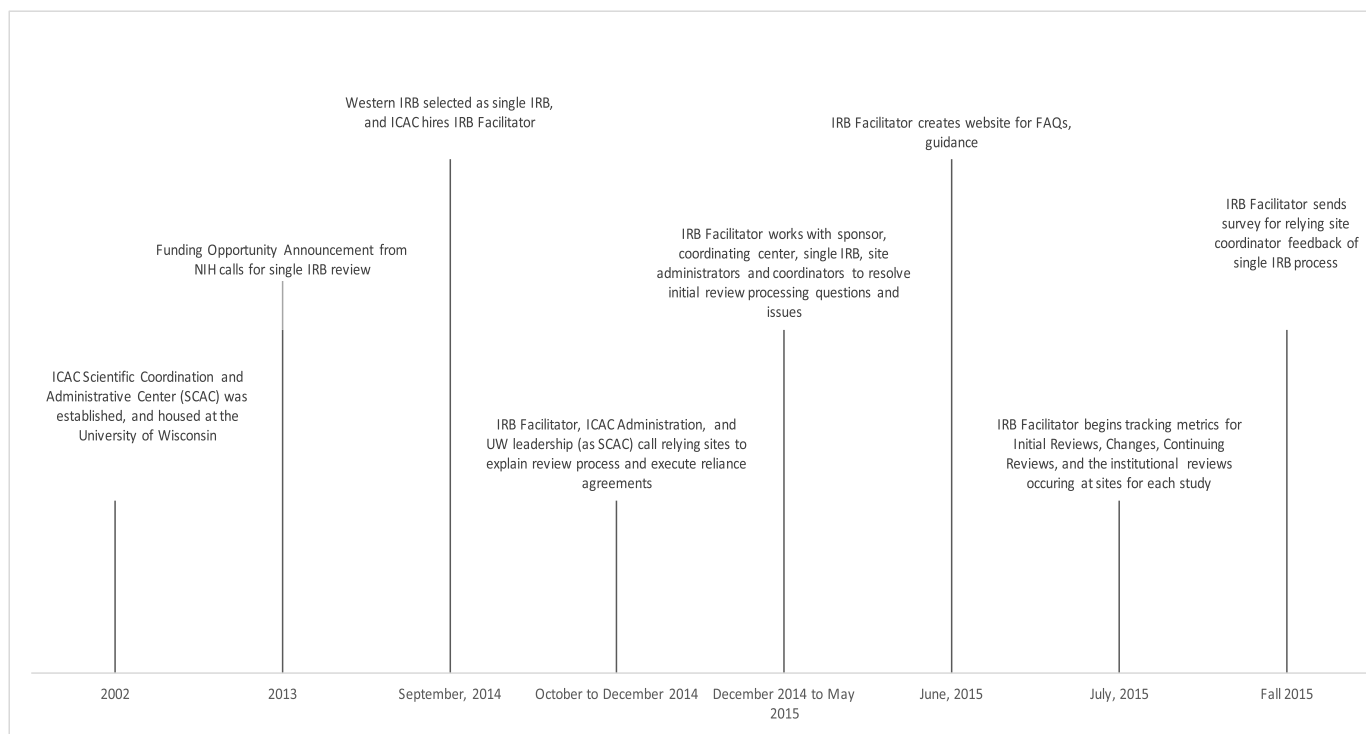 Western IRB selected as single IRB,
and ICAC hires IRB Facilitator
IRB Facilitator creates website for FAQs,
guidance
IRB Facilitator sends
survey for relying site
coordinator feedback of
single IRB process
Funding Opportunity Announcement from
NIH calls for single IRB review
IRB Facilitator works with sponsor,
coordinating center, single IRB, site
administrators and coordinators to resolve
initial review processing questions and
issues
ICAC Scientific Coordination and
Administrative Center (SCAC) was
established, and housed at the
University of Wisconsin
IRB Facilitator, ICAC Administration, and
UW leadership (as SCAC) call relying sites to
explain review process and execute reliance
agreements
IRB Facilitator begins tracking metrics for
Initial Reviews, Changes, Continuing
Reviews, and the institutional reviews
occuring at sites for each study
2002
2013
September, 2014
October to December 2014
December 2014 to May
2015
June, 2015
July, 2015
Fall 2015